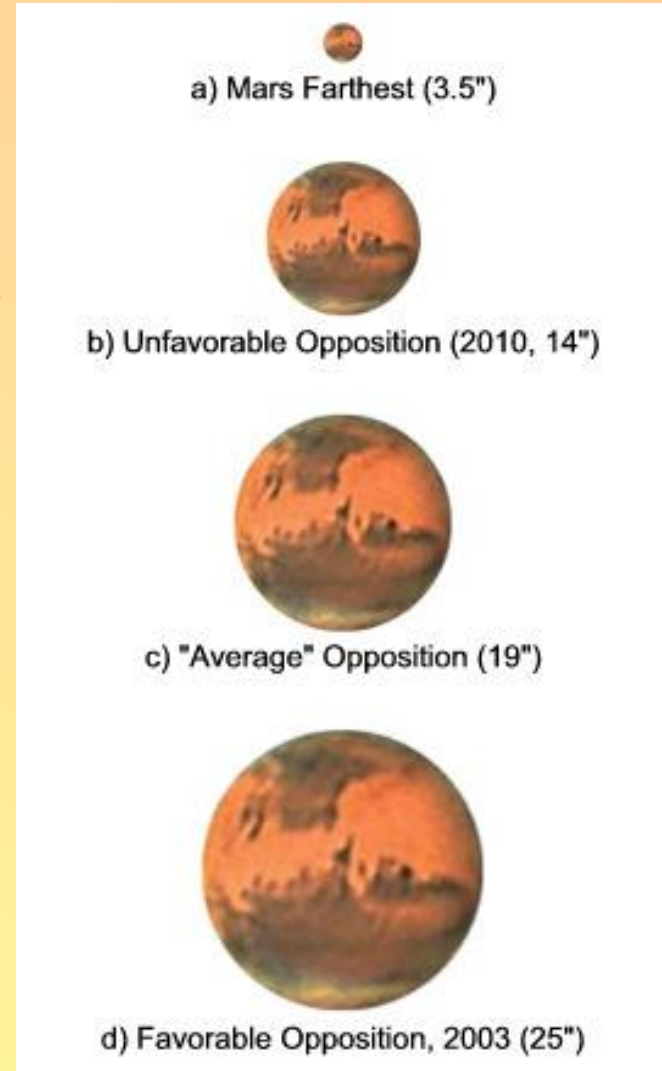 a) Mars Farthest (3.5")
b) Unfavorable Opposition (2010, 14")
c) "Average" Opposition (19")
d) Favorable Opposition, 2003 (25")